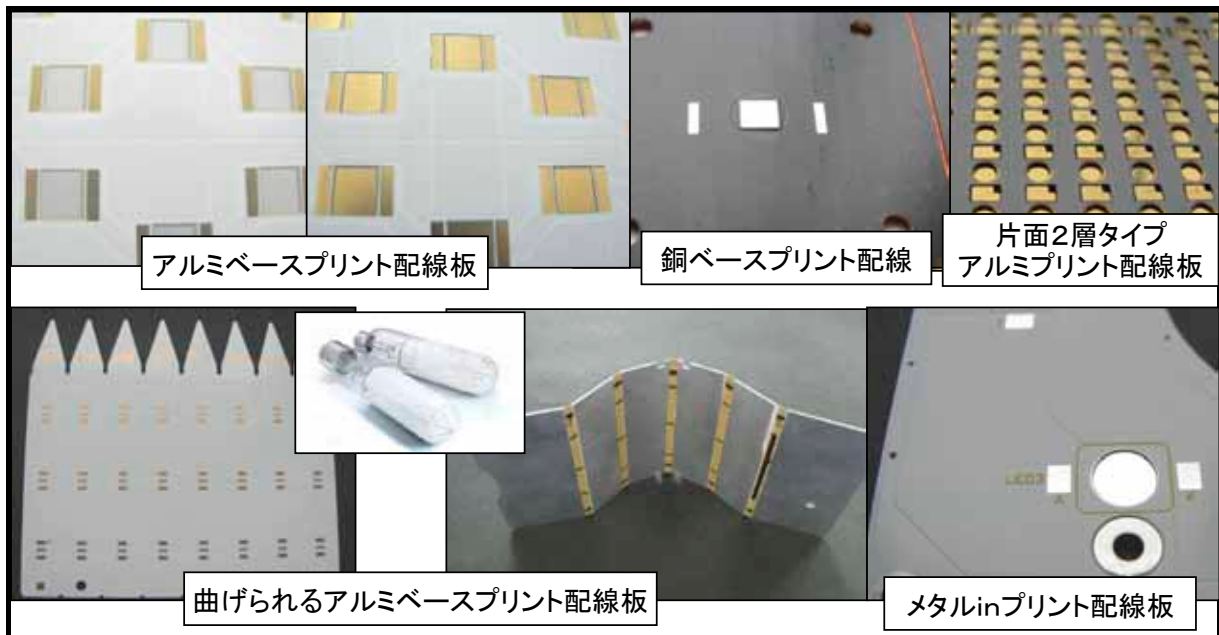 アルミベースプリント配線板
銅ベースプリント配線
片面2層タイプ
アルミプリント配線板
曲げられるアルミベースプリント配線板
LED3
A
メタルinプリント配線板